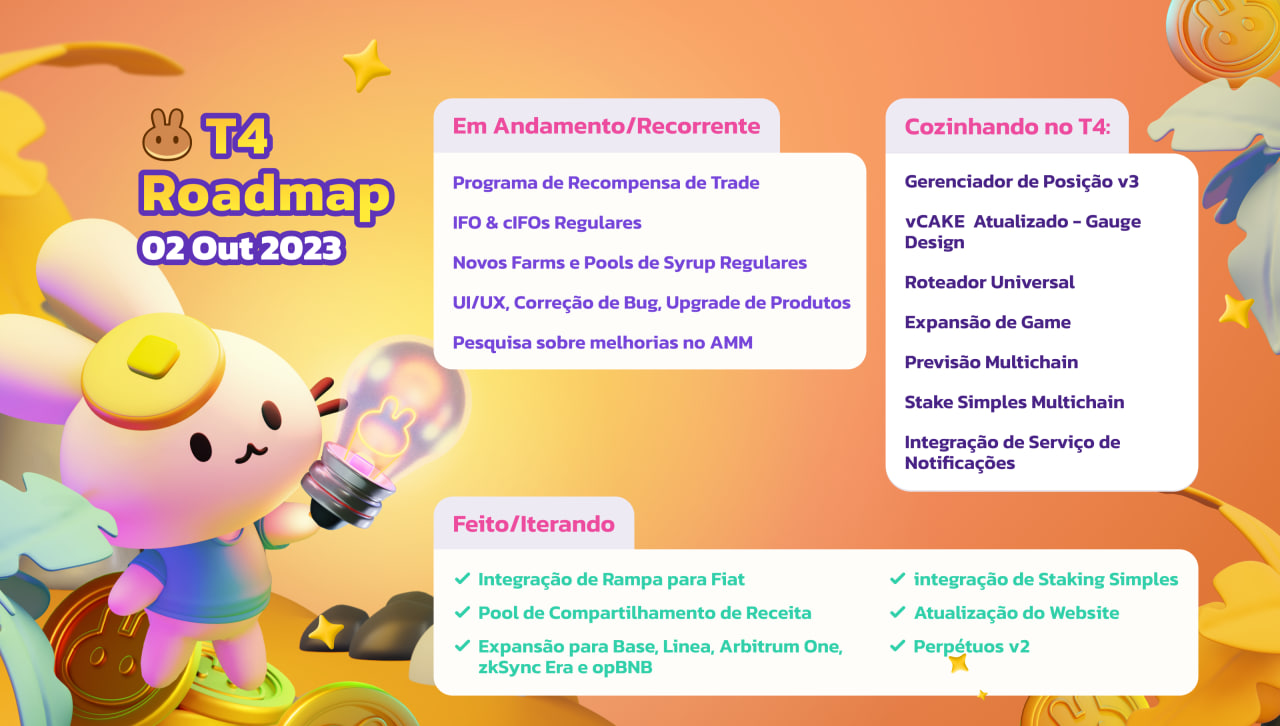 T4
Roadmap
02 Out 2023
Em Andamento/Recorrente
Programa de Recompensa de Trade
IFO & cIFOs Regulares
Novos Farms e Pools de Syrup Regulares
UI/UX, Correção de Bug, Upgrade de Produtos
Pesquisa sobre melhorias no AMM
Cozinhando no T4:
Gerenciador de Posição v3
vCAKE Atualizado - Gauge
Design
Roteador Universal
Expansão de Game
Previsão Multichain
Stake Simples Multichain
Integração de Serviço de
Notificações
Feito/Iterando
Integração de Rampa para Fiat
Pool de Compartilhamento de Receita
Expansão para Base, Linea, Arbitrum One,
zkSync Era e opBNB
integração de Staking Simples
Atualização do Website
Perpétuos v2